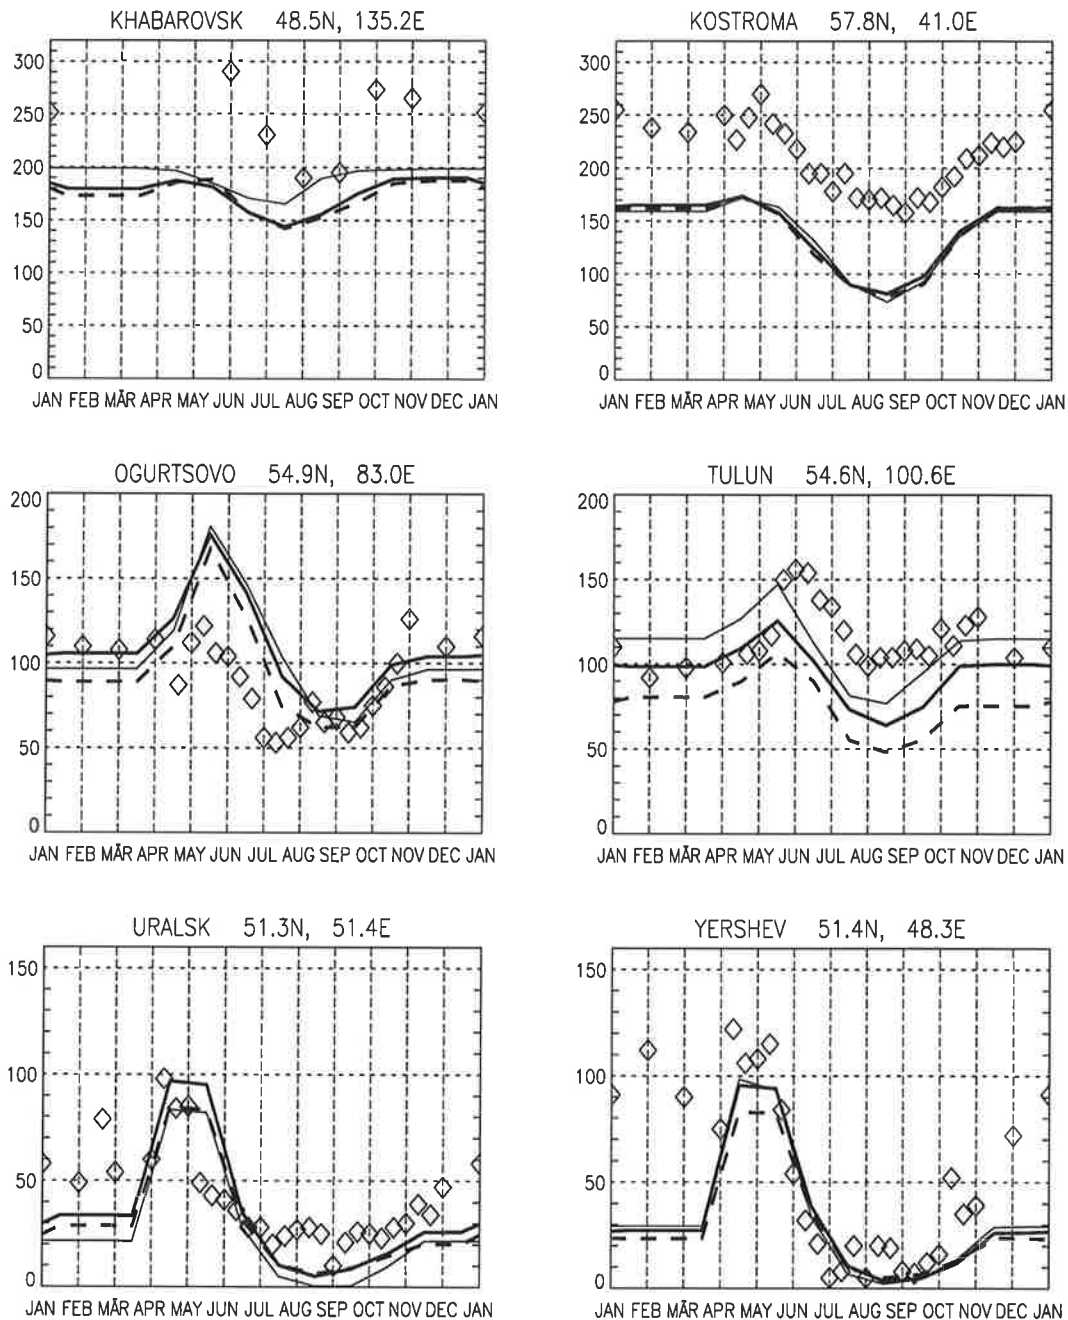 KHABAROVSK 48.5N, 135.2E
KOSTROMA 57.8N, 41.0E
300
250
200
150
100
50
0
JAN FEB MĀR APR MAY JUN JUL AUG SEP OCT NOV DEC JAN
300
250
200
150
100
50
0
JAN FEB MĀR APR MAY JUN JUL AUG SEP OCT NOV DEC JAN
OGURTSOVO 54.9N, 83.0E
TULUN 54.6N, 100.6E
200
150
100
50
0
JAN FEB MĀR APR MAY JUN JUL AUG SEP OCT NOV DEC JAN
200
150
100
50
0
JAN FEB MĀR APR MAY JUN JUL AUG SEP OCT NOV DEC JAN
URALSK 51.3N, 51.4E
YERSHEV 51.4N, 48.3E
150
100
50
0
JAN FEB MĀR APR MAY JUN JUL AUG SEP OCT NOV DEC JAN
150
100
50
0
JAN FEB MĀR APR MAY JUN JUL AUG SEP OCT NOV DEC JAN